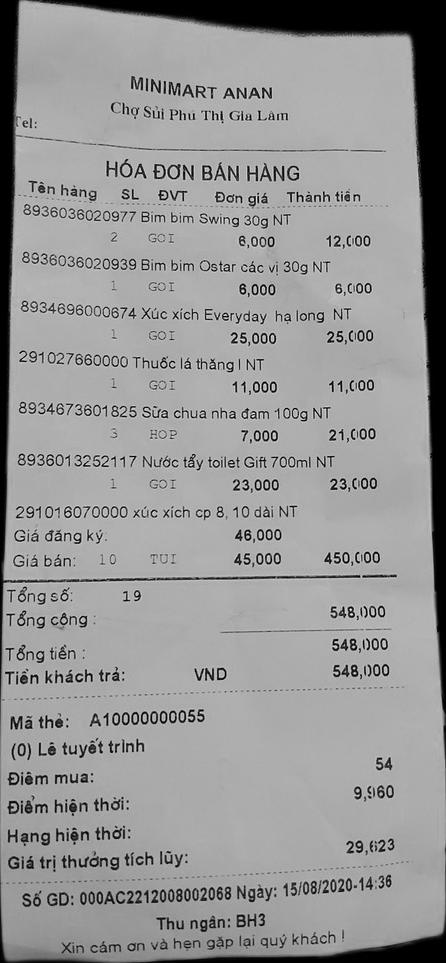 MINIMART ANAN
Chợ Sủi Phú Thị Gia Lâm
Tel:
HÓA ĐƠN BÁN HÀNG
Tên hàng SL ĐVT Đơn giá Thành tiền
8936036020977 Bim bim Swing 30g NT
2 GOI 6,000 12,000
8936036020939 Bim bim Ostar các vị 30g NT
1 GOI 6,000 6,000
8934696000674 Xúc xích Everyday hạ long NT
1 GOI 25,000 25,000
291027660000 Thuốc lá thăng l NT
1 GOI 11,000 11,000
8934673601825 Sữa chua nha đam 100g NT
3 HOP 7,000 21,000
8936013252117 Nước tẩy toilet Gift 700ml NT
1 GOI 23,000 23,000
291016070000 xúc xích cp 8, 10 dài NT
Giá đăng ký: 46,000
Giá bán: 10 TUI 45,000 450,000
Tổng số: 19
Tổng cộng : 548,000
Tổng tiền : 548,000
Tiền khách trả: VND 548,000
Mã thẻ: A10000000055
(0) Lê tuyết trình
Điểm mua: 54
Điểm hiện thời: 9,960
Hạng hiện thời:
Giá trị thưởng tích lũy: 29,623
Số GD: 000AC2212008002068 Ngày: 15/08/2020-14:36
Thu ngân: BH3
Xin cám ơn và hẹn gặp lại quý khách !